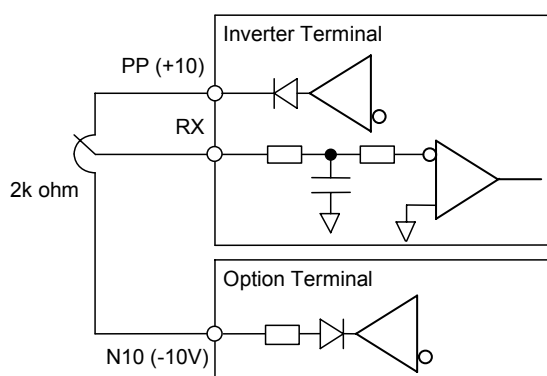 Inverter Terminal
PP (+10)
RX
2k ohm
Option Terminal
N10 (-10V)